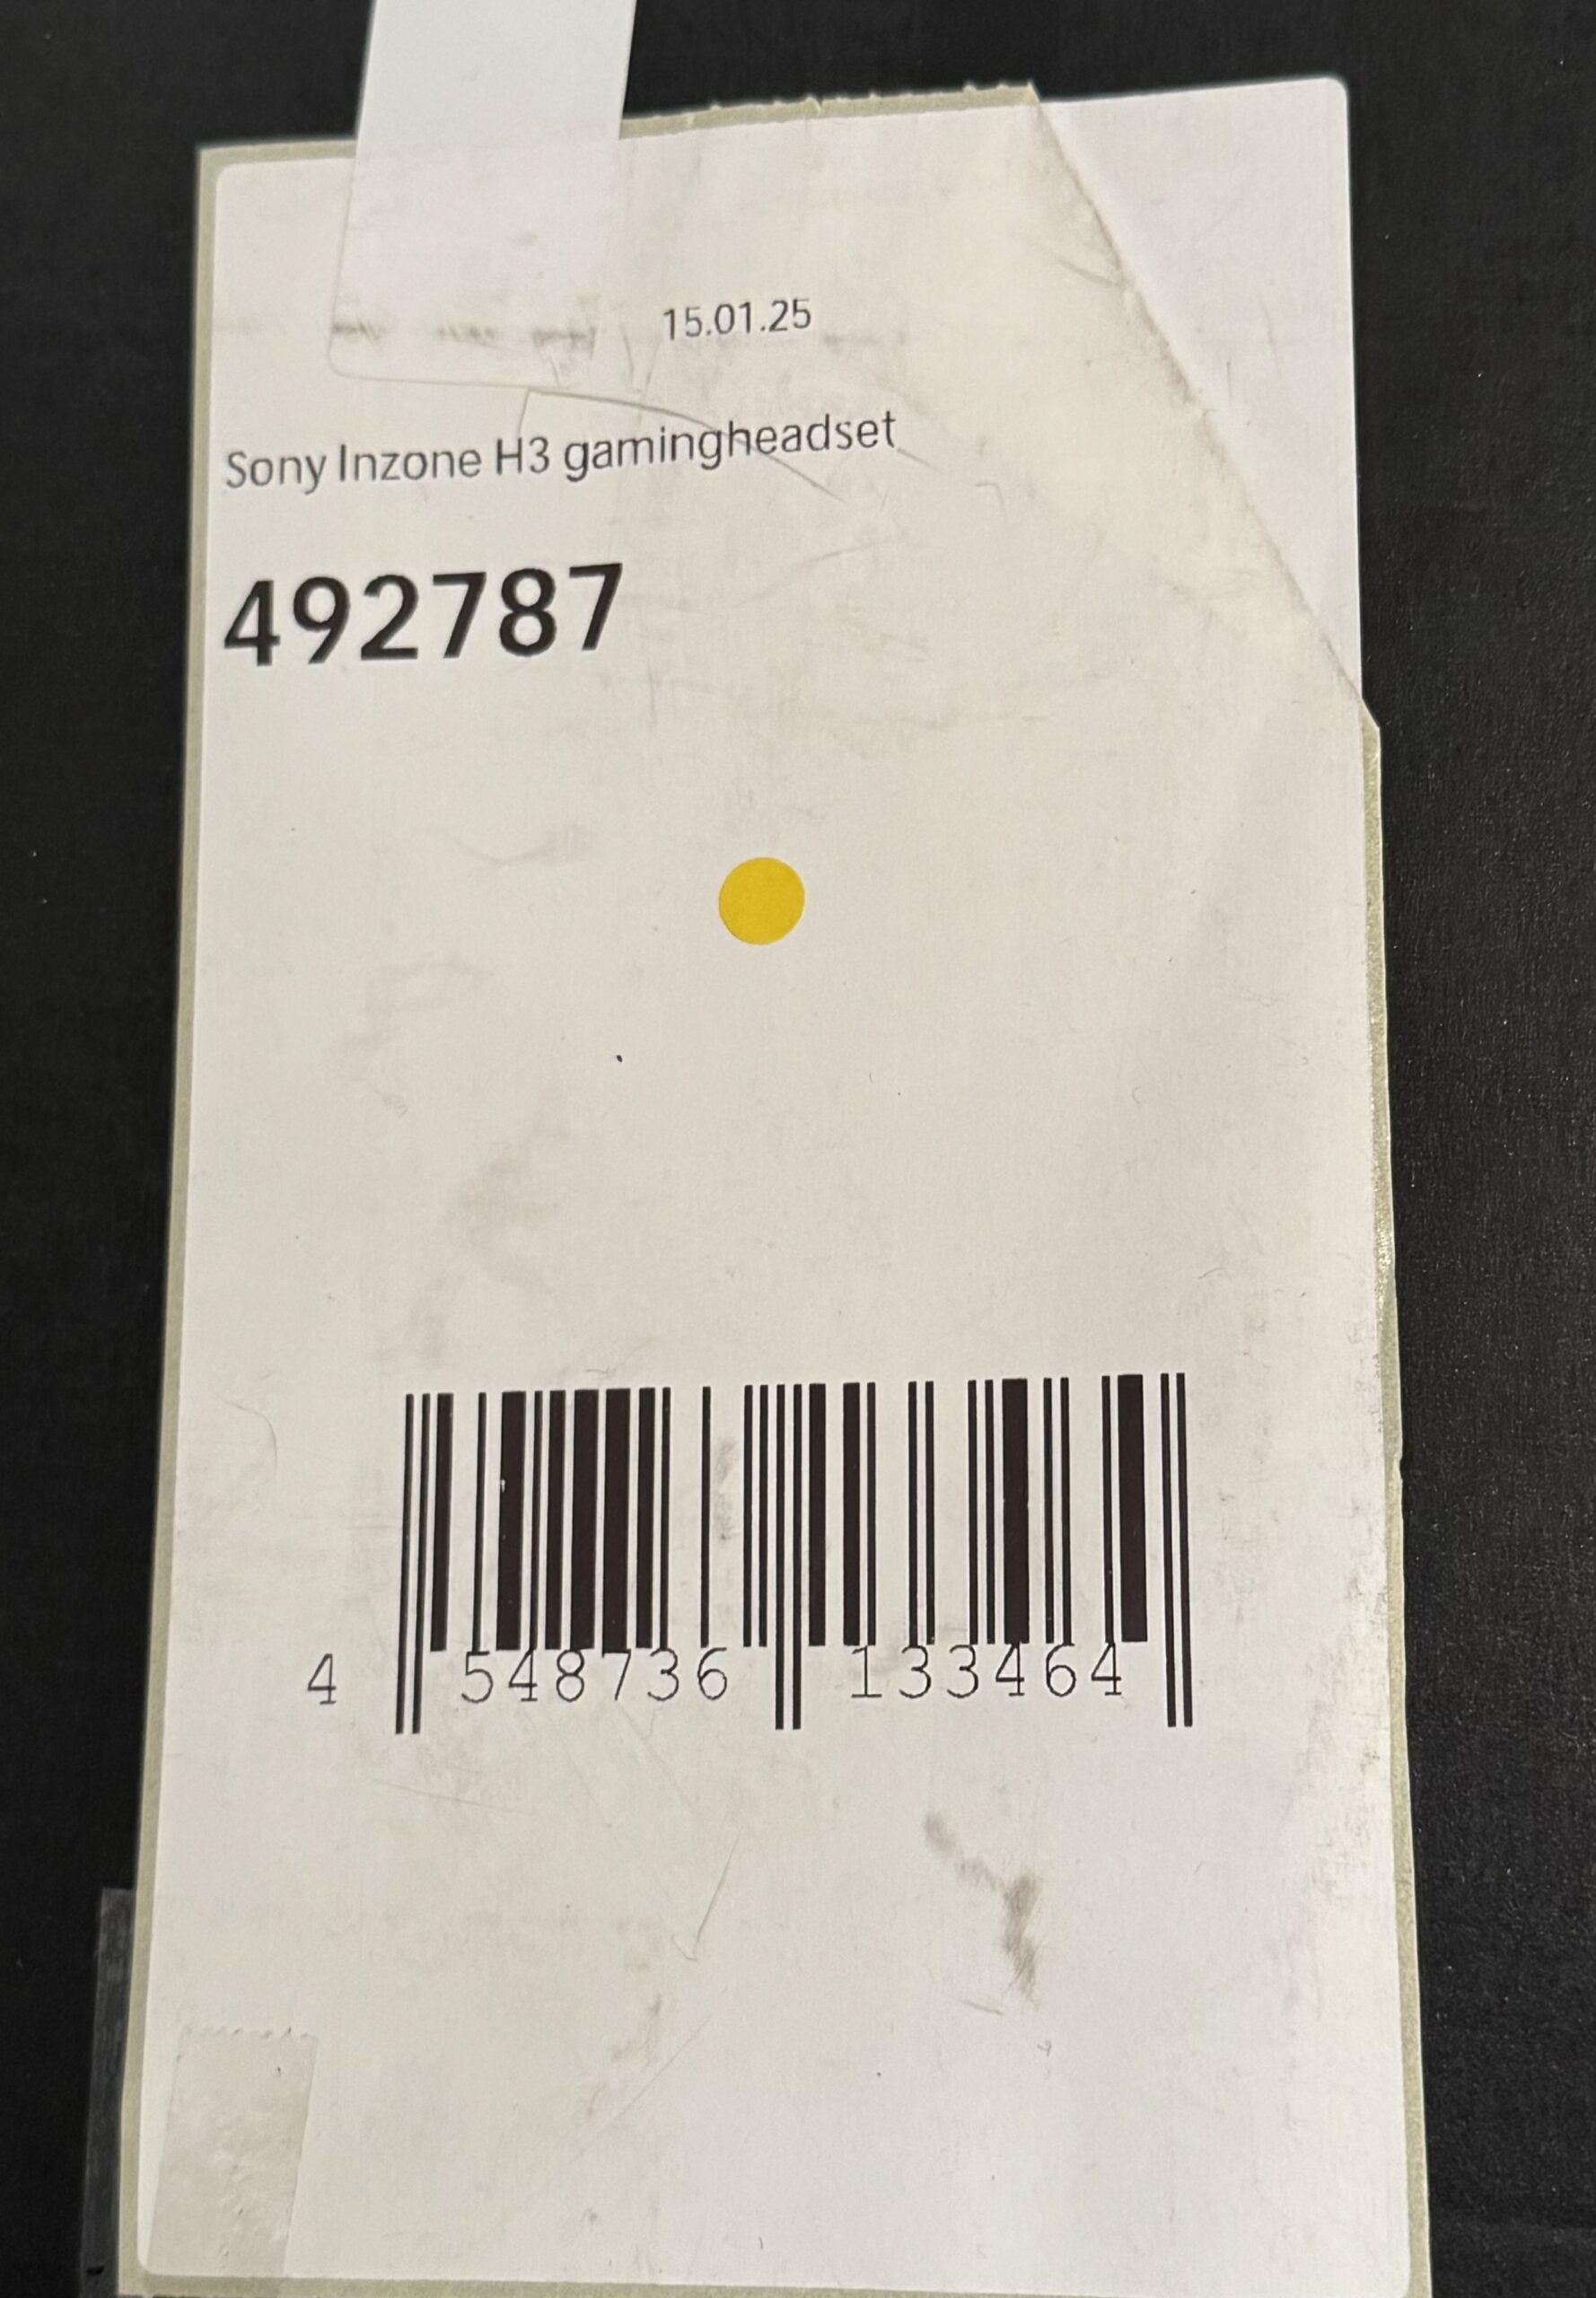 15.01.25
Sony Inzone H3 gamingheadset
492787
4 548736 133464